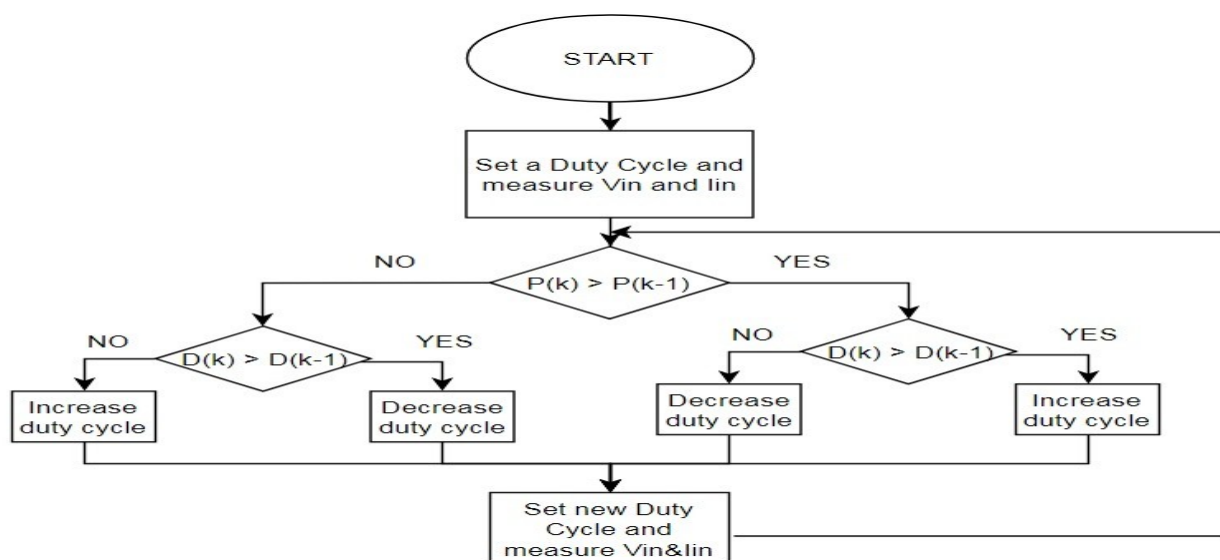 START
Set a Duty Cycle and
measure Vin and Iin
NO
YES
P(k) > P(k-1)
NO
YES
NO
YES
D(k) > D(k-1)
D(k) > D(k-1)
Increase
duty cycle
Decrease
duty cycle
Decrease
duty cycle
Increase
duty cycle
Set new Duty
Cycle and
measure Vin&Iin